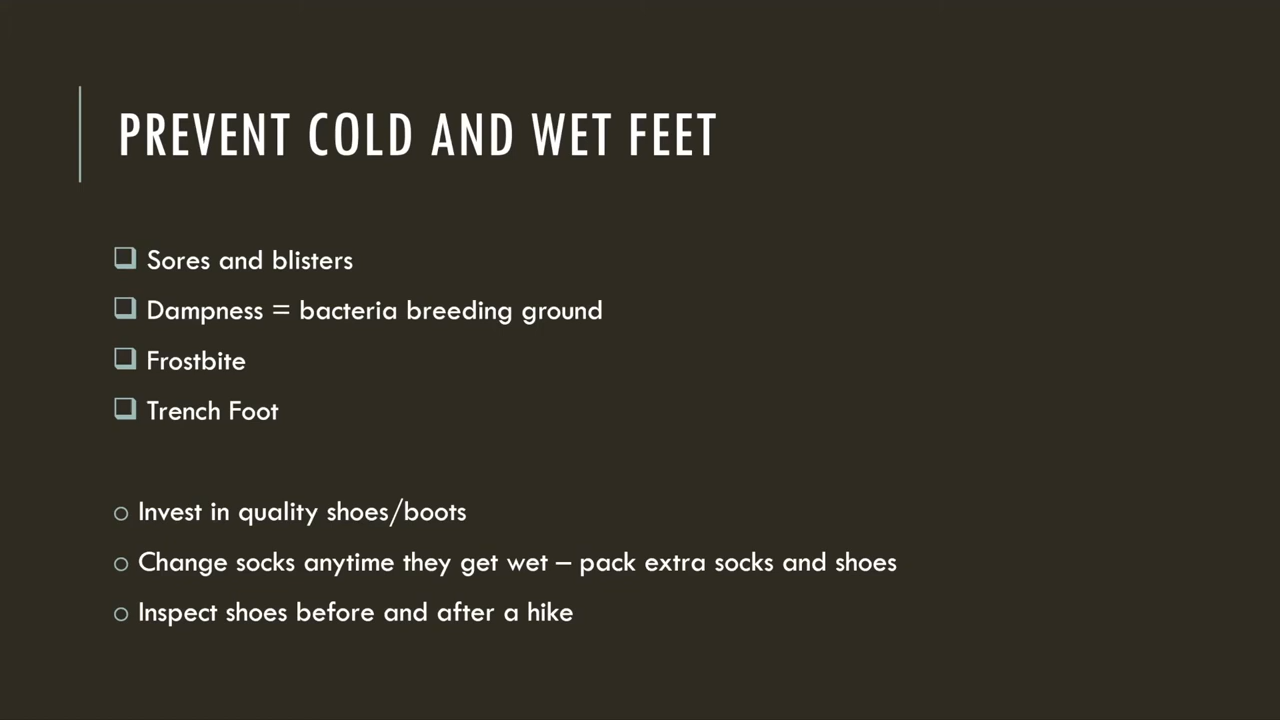 PREVENT COLD AND WET FEET
❑ Sores and blisters
❑ Dampness = bacteria breeding ground
❑ Frostbite
❑ Trench Foot
o Invest in quality shoes/boots
o Change socks anytime they get wet – pack extra socks and shoes
o Inspect shoes before and after a hike